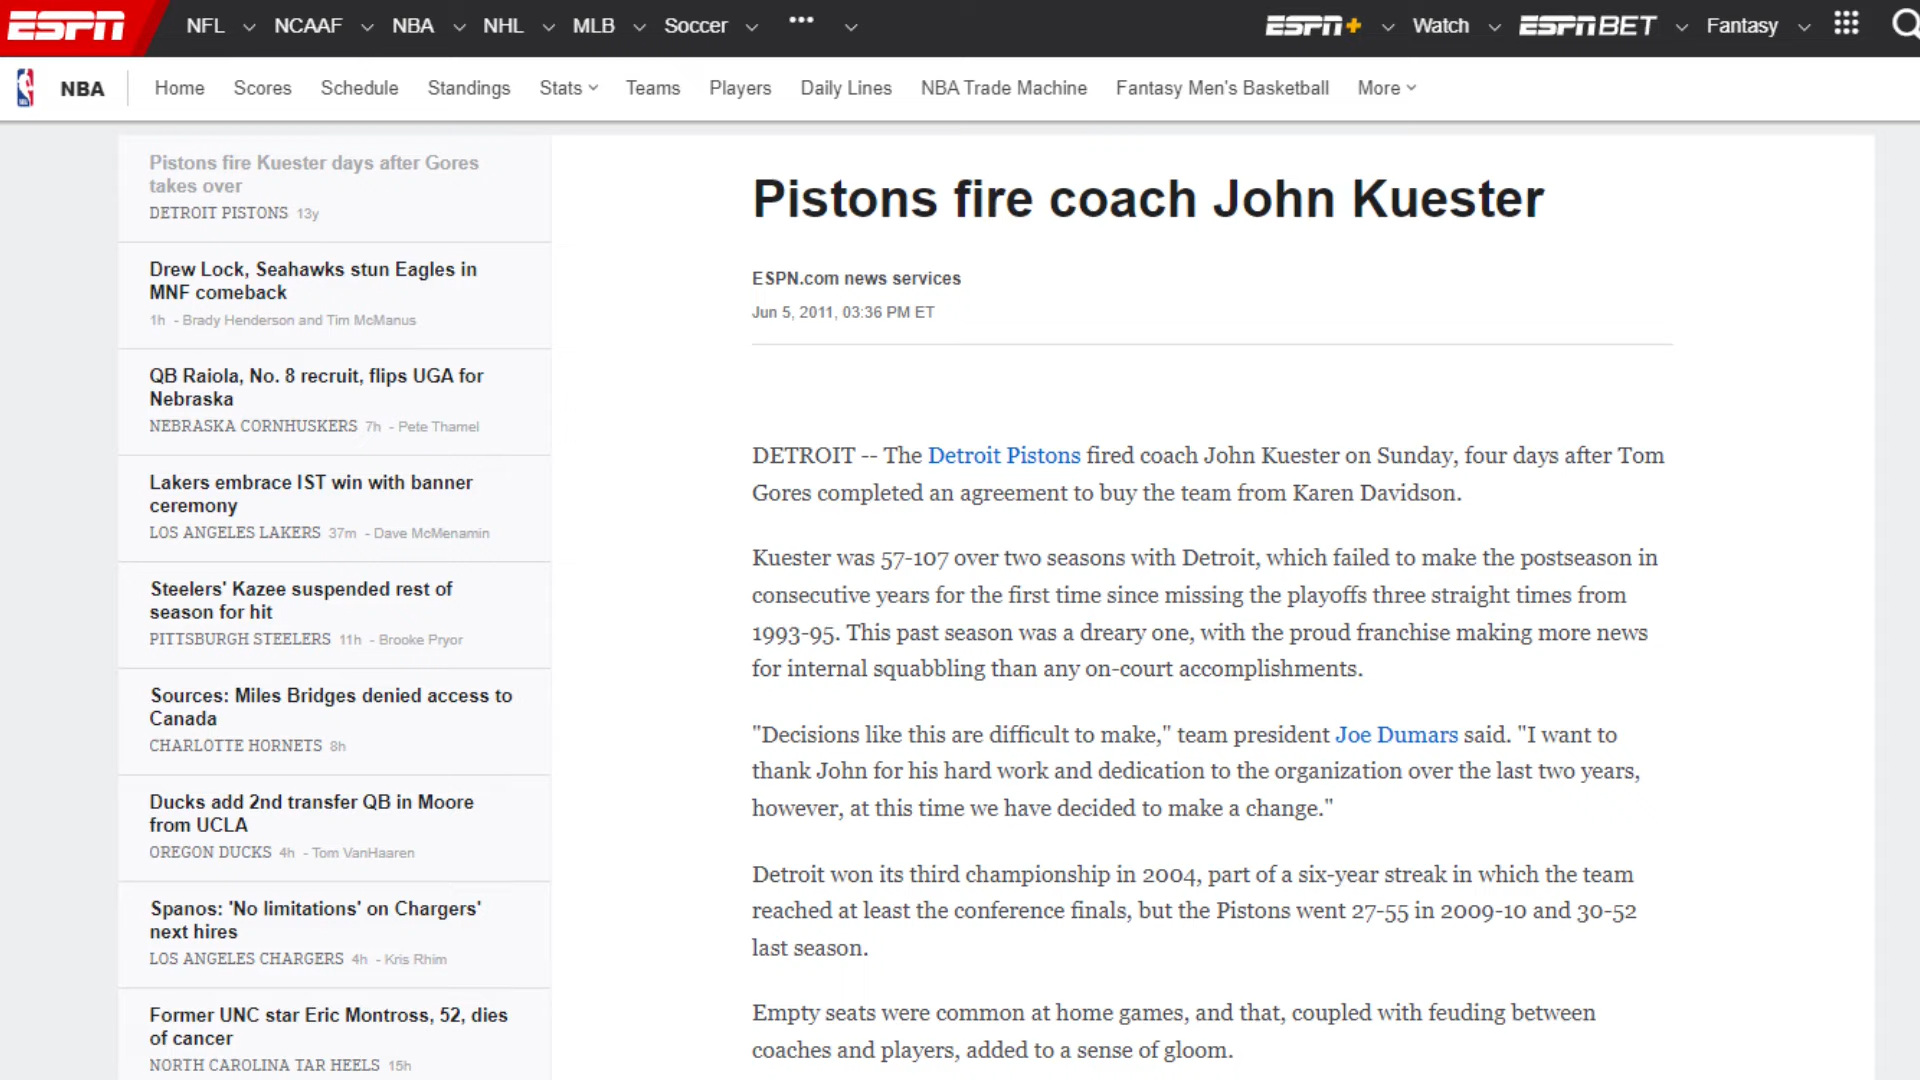 ESPN NFL NCAAF NBA NHL MLB Soccer ••• ESPN+ Watch ESPN BET Fantasy
NBA Home Scores Schedule Standings Stats Teams Players Daily Lines NBA Trade Machine Fantasy Men's Basketball More
Pistons fire Kuester days after Gores
takes over
DETROIT PISTONS 13y
Drew Lock, Seahawks stun Eagles in
MNF comeback
1h - Brady Henderson and Tim McManus
QB Raiola, No. 8 recruit, flips UGA for
Nebraska
NEBRASKA CORNHUSKERS 7h - Pete Thamel
Lakers embrace IST win with banner
ceremony
LOS ANGELES LAKERS 37m - Dave McMenamin
Steelers' Kazee suspended rest of
season for hit
PITTSBURGH STEELERS 11h - Brooke Pryor
Sources: Miles Bridges denied access to
Canada
CHARLOTTE HORNETS 8h
Ducks add 2nd transfer QB in Moore
from UCLA
OREGON DUCKS 4h - Tom VanHaaren
Spanos: 'No limitations' on Chargers'
next hires
LOS ANGELES CHARGERS 4h - Kris Rhim
Former UNC star Eric Montross, 52, dies
of cancer
NORTH CAROLINA TAR HEELS 15h
Pistons fire coach John Kuester
ESPN.com news services
Jun 5, 2011, 03:36 PM ET
DETROIT -- The Detroit Pistons fired coach John Kuester on Sunday, four days after Tom
Gores completed an agreement to buy the team from Karen Davidson.
Kuester was 57-107 over two seasons with Detroit, which failed to make the postseason in
consecutive years for the first time since missing the playoffs three straight times from
1993-95. This past season was a dreary one, with the proud franchise making more news
for internal squabbling than any on-court accomplishments.
"Decisions like this are difficult to make," team president Joe Dumars said. "I want to
thank John for his hard work and dedication to the organization over the last two years,
however, at this time we have decided to make a change."
Detroit won its third championship in 2004, part of a six-year streak in which the team
reached at least the conference finals, but the Pistons went 27-55 in 2009-10 and 30-52
last season.
Empty seats were common at home games, and that, coupled with feuding between
coaches and players, added to a sense of gloom.